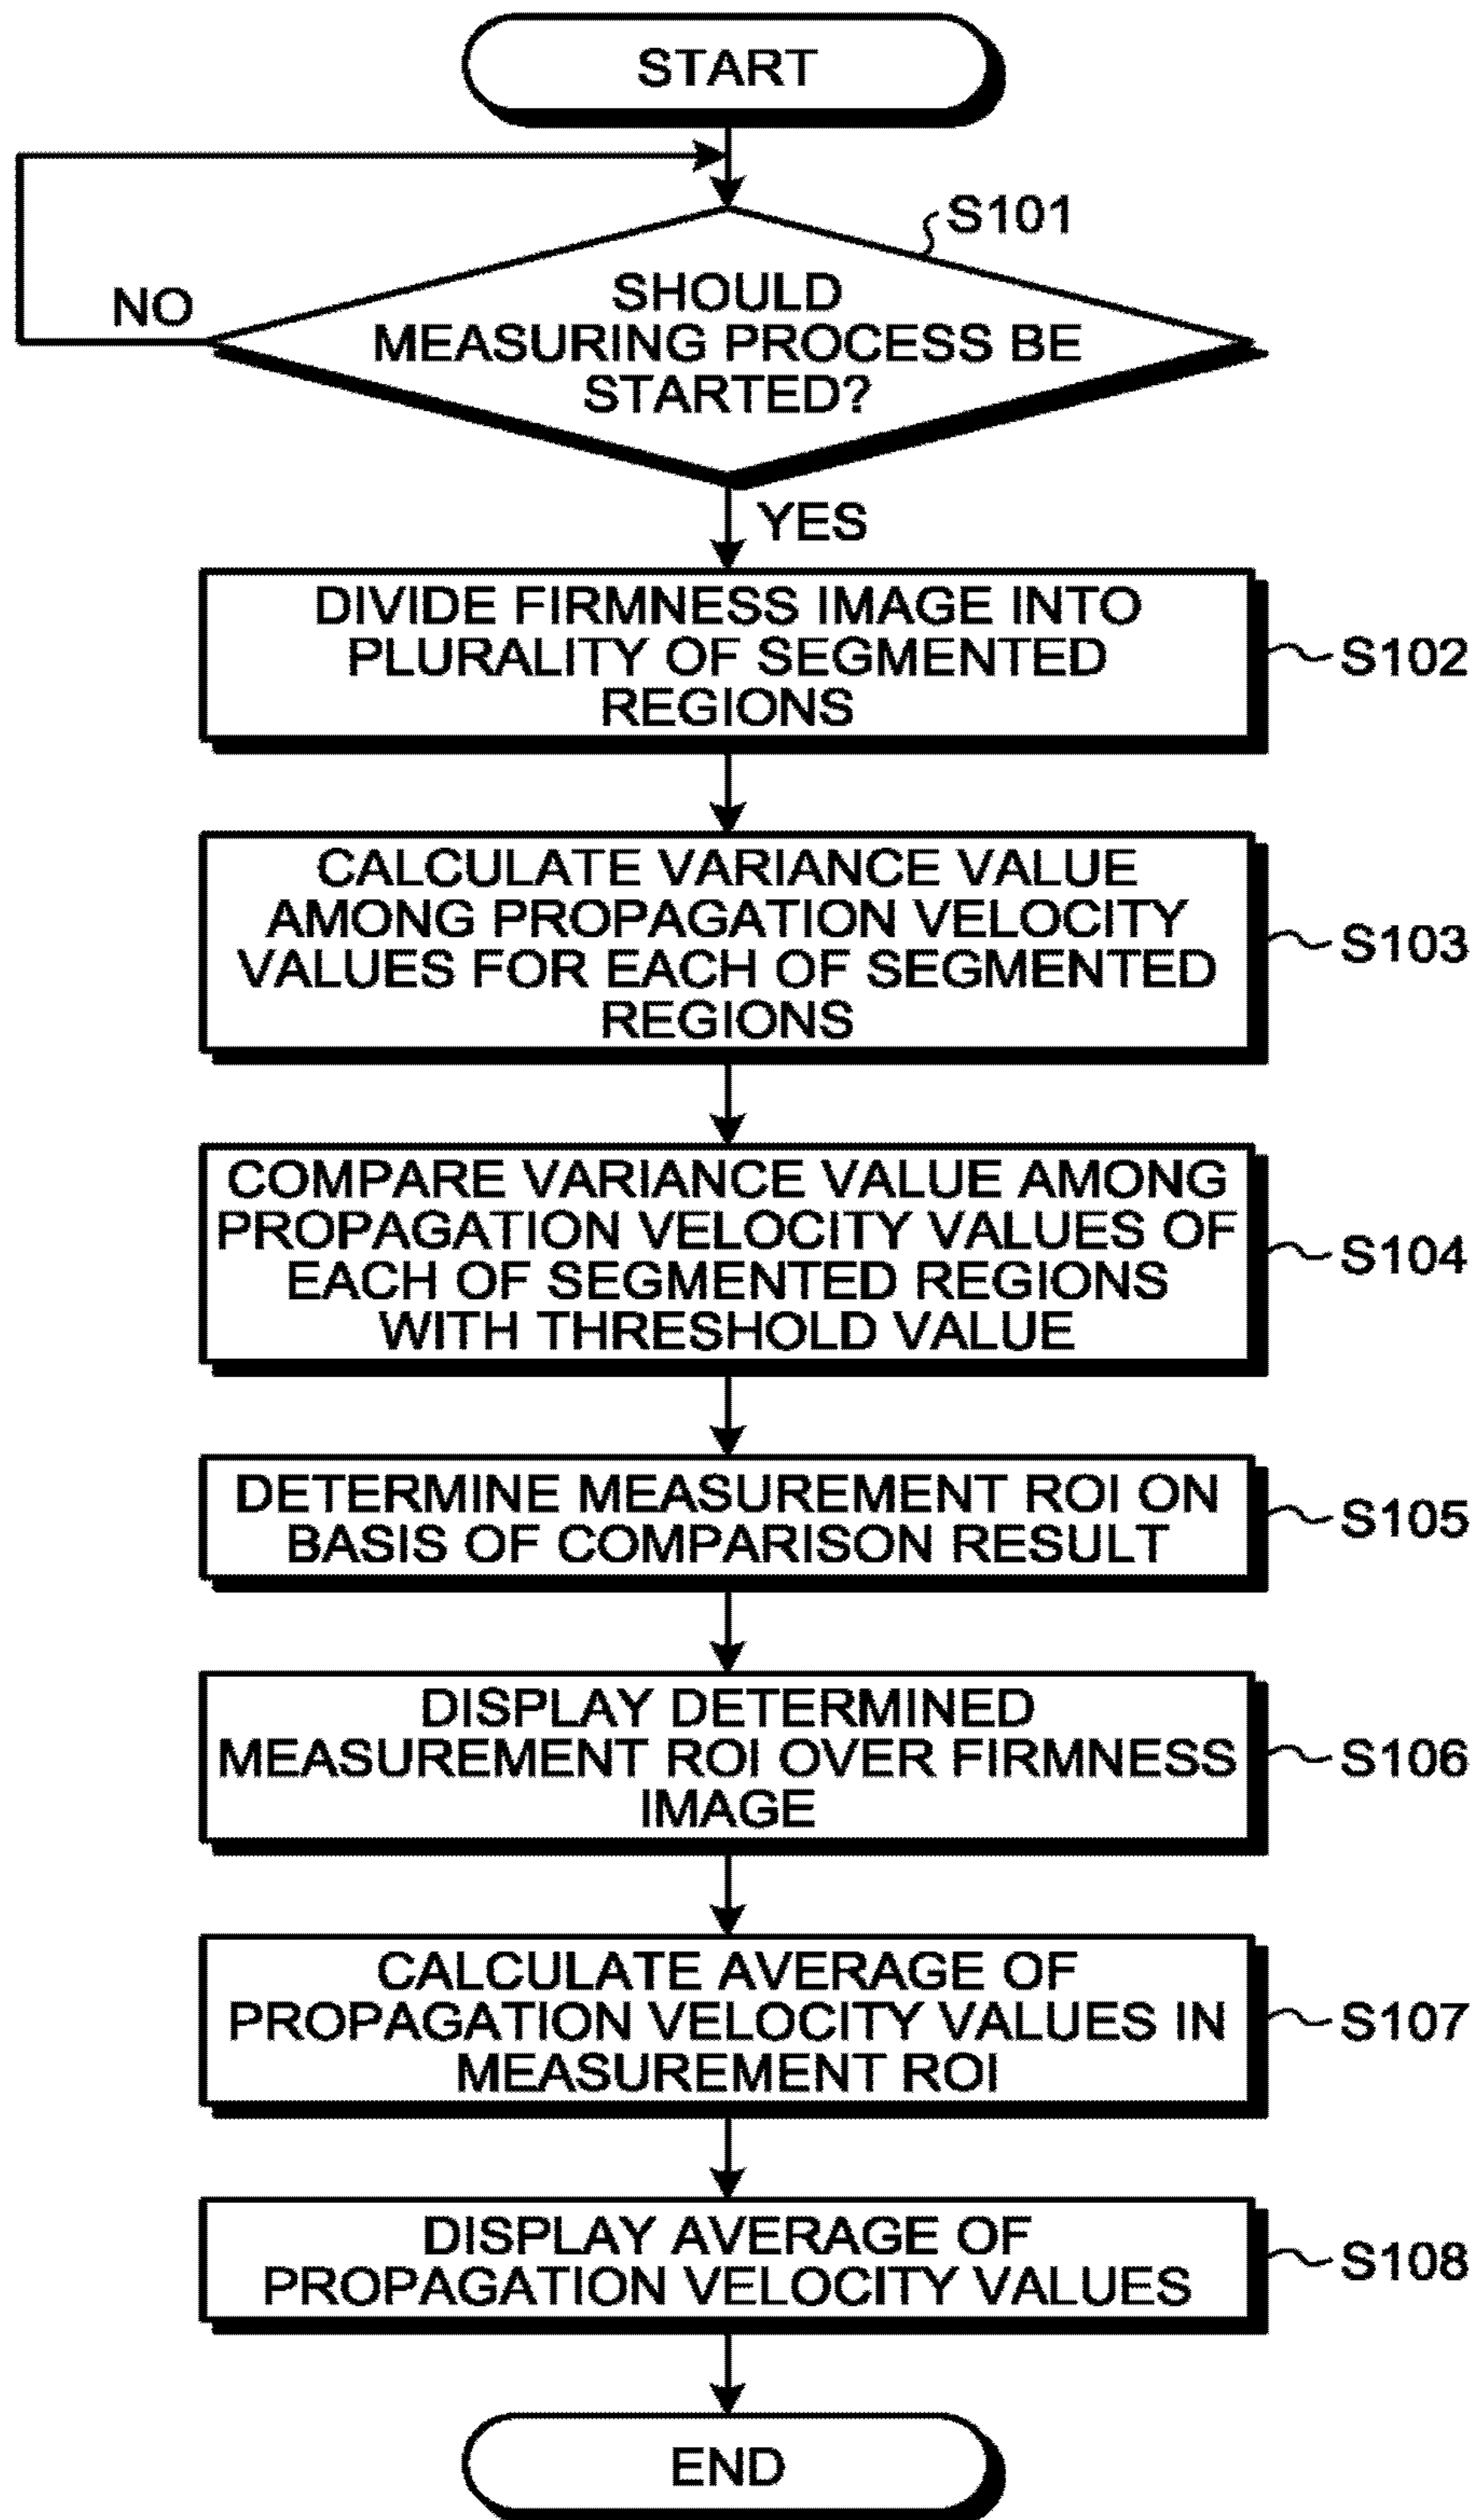 START
S101
SHOULD
MEASURING PROCESS BE
STARTED?
NO
YES
DIVIDE FIRMNESS IMAGE INTO
PLURALITY OF SEGMENTED
REGIONS
S102
CALCULATE VARIANCE VALUE
AMONG PROPAGATION VELOCITY
VALUES FOR EACH OF SEGMENTED
REGIONS
S103
COMPARE VARIANCE VALUE AMONG
PROPAGATION VELOCITY VALUES OF
EACH OF SEGMENTED REGIONS
WITH THRESHOLD VALUE
S104
DETERMINE MEASUREMENT ROI ON
BASIS OF COMPARISON RESULT
S105
DISPLAY DETERMINED
MEASUREMENT ROI OVER FIRMNESS
IMAGE
S106
CALCULATE AVERAGE OF
PROPAGATION VELOCITY VALUES IN
MEASUREMENT ROI
S107
DISPLAY AVERAGE OF
PROPAGATION VELOCITY VALUES
S108
END